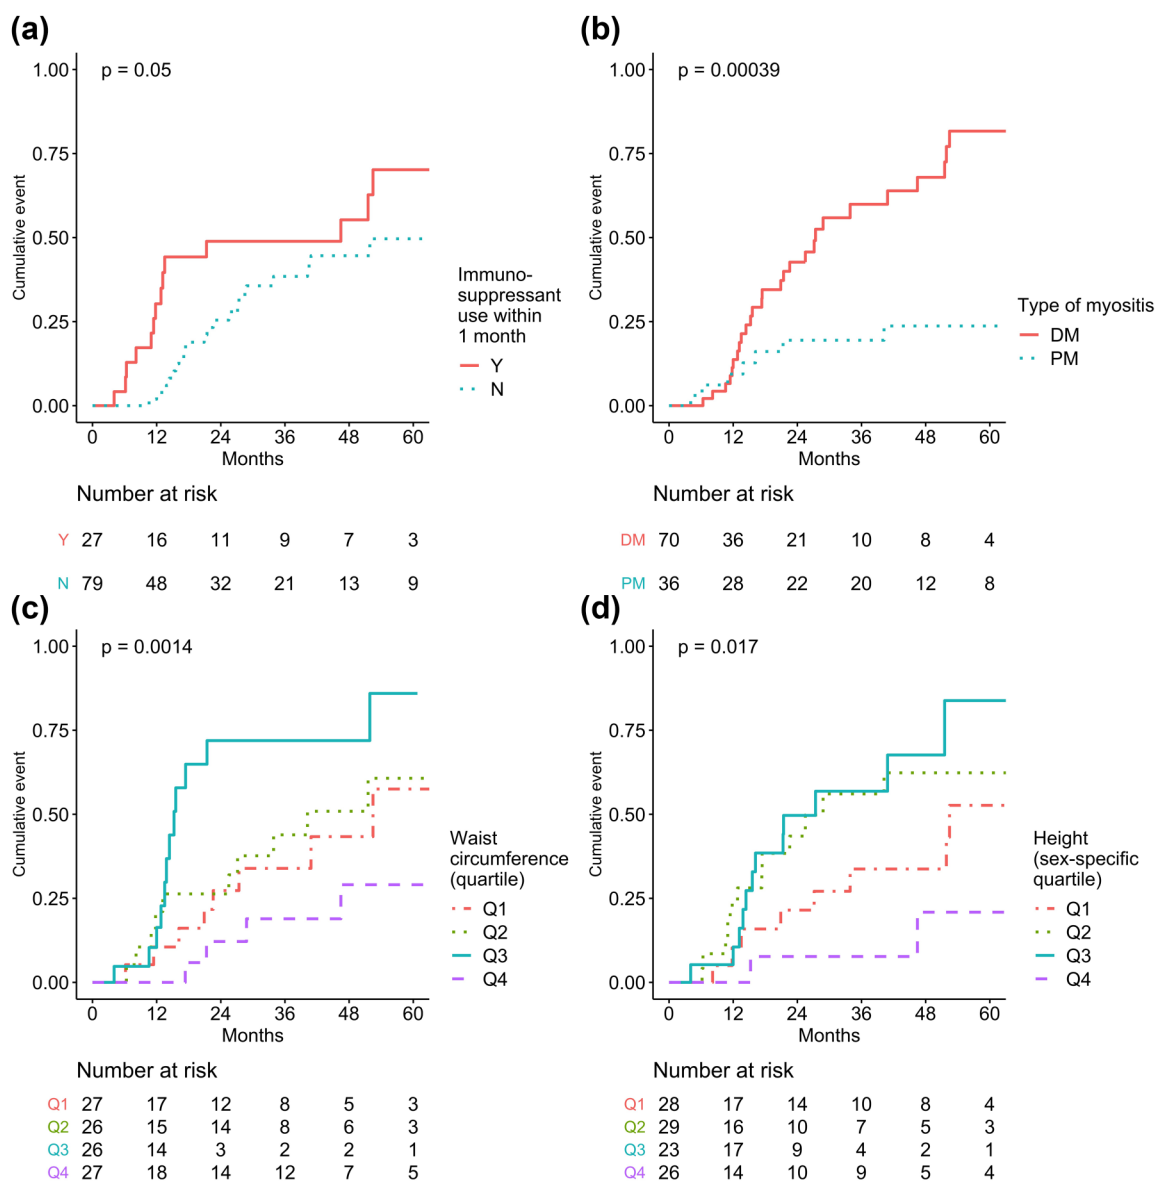 (a)
p = 0.05
1.00
0.75
0.50
0.25
0.00
Cumulative event
0 12 24 36 48 60
Months
Immuno-
suppressant
use within
1 month
Y
N
Number at risk
Y 27 16 11 9 7 3
N 79 48 32 21 13 9
(b)
p = 0.00039
1.00
0.75
0.50
0.25
0.00
Cumulative event
0 12 24 36 48 60
Months
Type of myositis
DM
PM
Number at risk
DM 70 36 21 10 8 4
PM 36 28 22 20 12 8
(c)
p = 0.0014
1.00
0.75
0.50
0.25
0.00
Cumulative event
0 12 24 36 48 60
Months
Waist
circumference
(quartile)
Q1
Q2
Q3
Q4
Number at risk
Q1 27 17 12 8 5 3
Q2 26 15 14 8 6 3
Q3 26 14 3 2 2 1
Q4 27 18 14 12 7 5
(d)
p = 0.017
1.00
0.75
0.50
0.25
0.00
Cumulative event
0 12 24 36 48 60
Months
Height
(sex-specific
quartile)
Q1
Q2
Q3
Q4
Number at risk
Q1 28 17 14 10 8 4
Q2 29 16 10 7 5 3
Q3 23 17 9 4 2 1
Q4 26 14 10 9 5 4